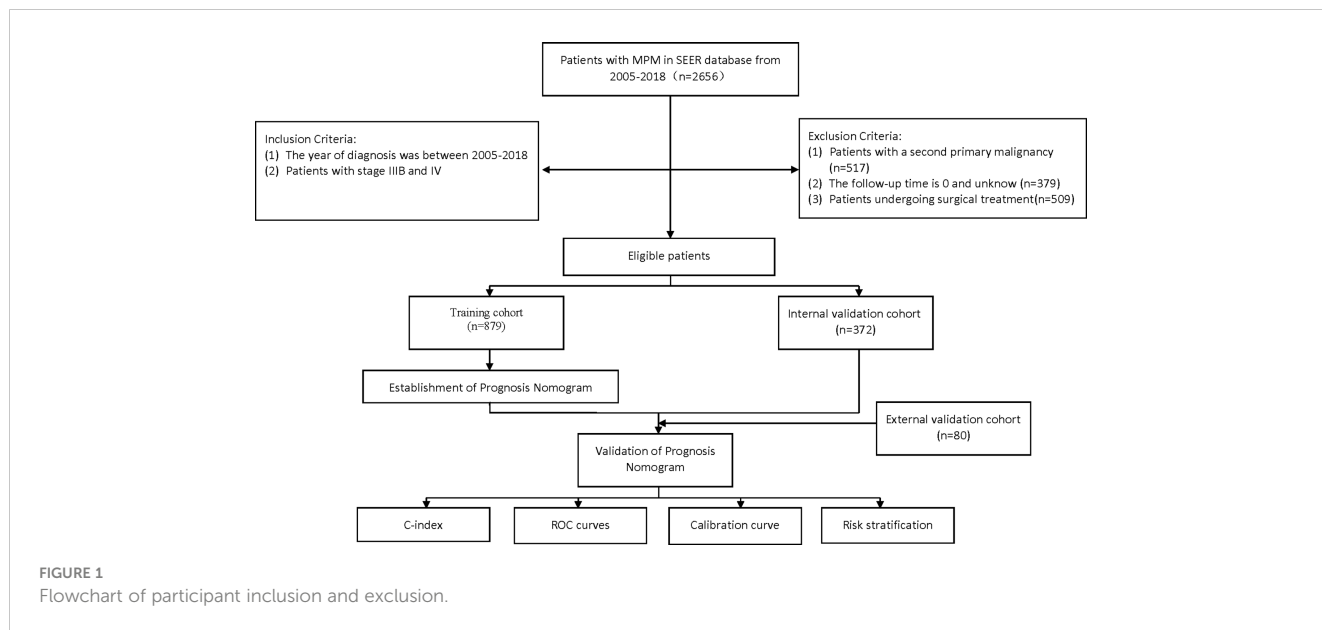 Patients with MPM in SEER database from
2005-2018（n=2656）
Inclusion Criteria:
(1) The year of diagnosis was between 2005-2018
(2) Patients with stage IIIB and IV
Exclusion Criteria:
(1) Patients with a second primary malignancy
(n=517)
(2) The follow-up time is 0 and unknow (n=379)
(3) Patients undergoing surgical treatment(n=509)
Eligible patients
Training cohort
(n=879)
Internal validation cohort
(n=372)
Establishment of Prognosis Nomogram
External validation cohort
(n=80)
Validation of Prognosis
Nomogram
C-index
ROC curves
Calibration curve
Risk stratification
FIGURE 1
Flowchart of participant inclusion and exclusion.